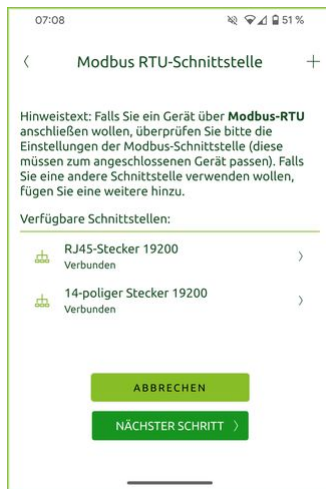 07:08
51 %
Modbus RTU-Schnittstelle
Hinweistext: Falls Sie ein Gerät über Modbus-RTU
anschließen wollen, überprüfen Sie bitte die
Einstellungen der Modbus-Schnittstelle (diese
müssen zum angeschlossenen Gerät passen). Falls
Sie eine andere Schnittstelle verwenden wollen,
fügen Sie eine weitere hinzu.
Verfügbare Schnittstellen:
RJ45-Stecker 19200
Verbunden
14-poliger Stecker 19200
Verbunden
ABBRECHEN
NÄCHSTER SCHRITT